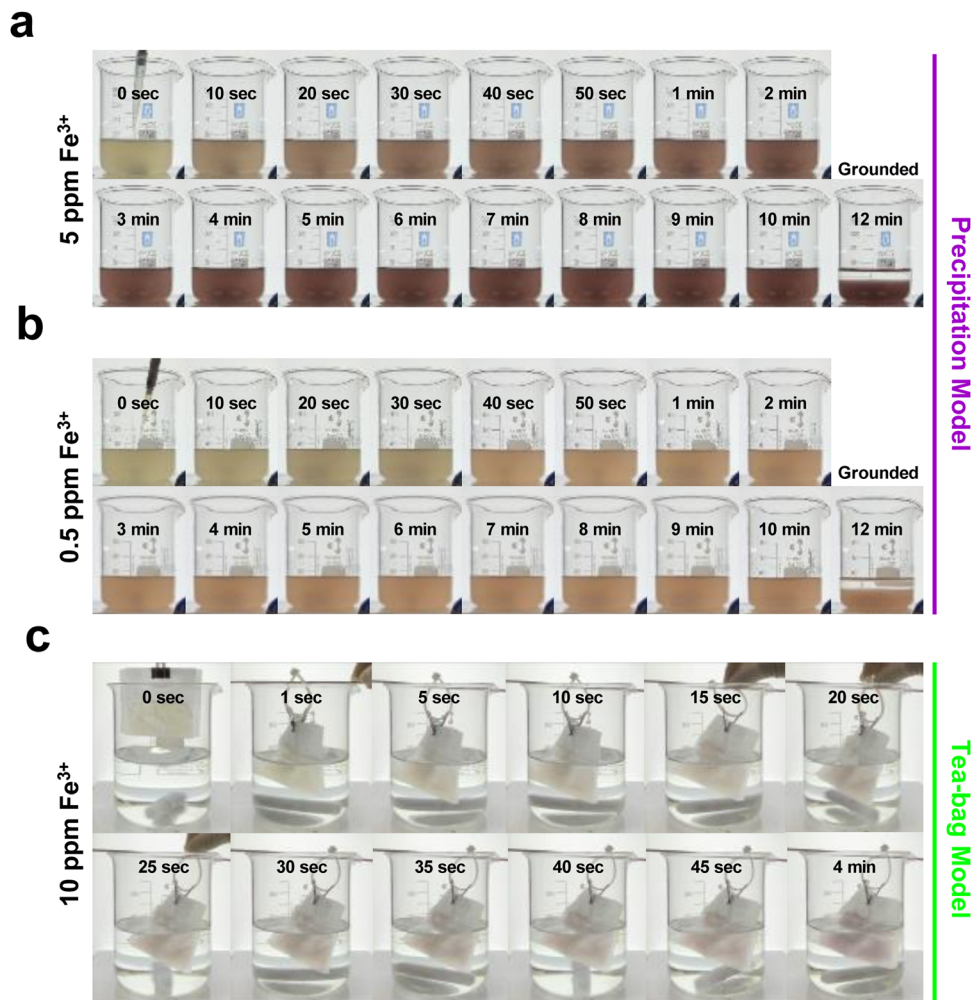 a
5 ppm Fe³⁺
0 sec 10 sec 20 sec 30 sec 40 sec 50 sec 1 min 2 min
Grounded
3 min 4 min 5 min 6 min 7 min 8 min 9 min 10 min 12 min
Precipitation Model
b
0.5 ppm Fe³⁺
0 sec 10 sec 20 sec 30 sec 40 sec 50 sec 1 min 2 min
Grounded
3 min 4 min 5 min 6 min 7 min 8 min 9 min 10 min 12 min
c
10 ppm Fe³⁺
0 sec 1 sec 5 sec 10 sec 15 sec 20 sec
Tea-bag Model
25 sec 30 sec 35 sec 40 sec 45 sec 4 min